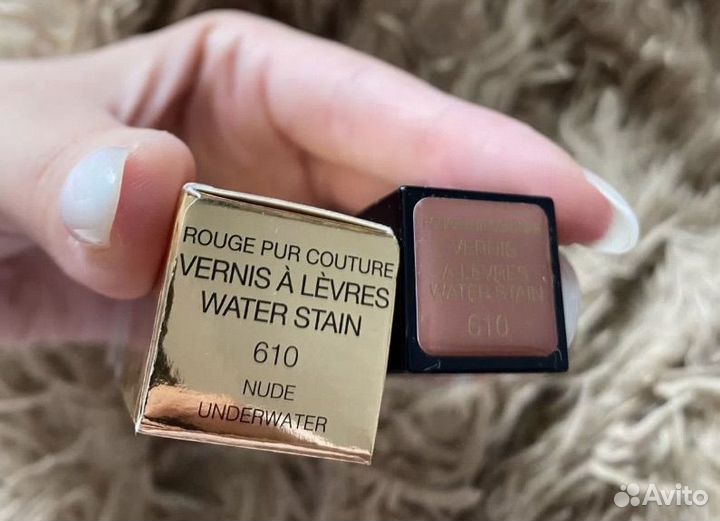 ROUGE PUR COUTURE
VERNIS À LÈVRES
WATER STAIN
610
NUDE
UNDERWATER
VERNIS
À LÈVRES
WATER STAIN
610
Avito